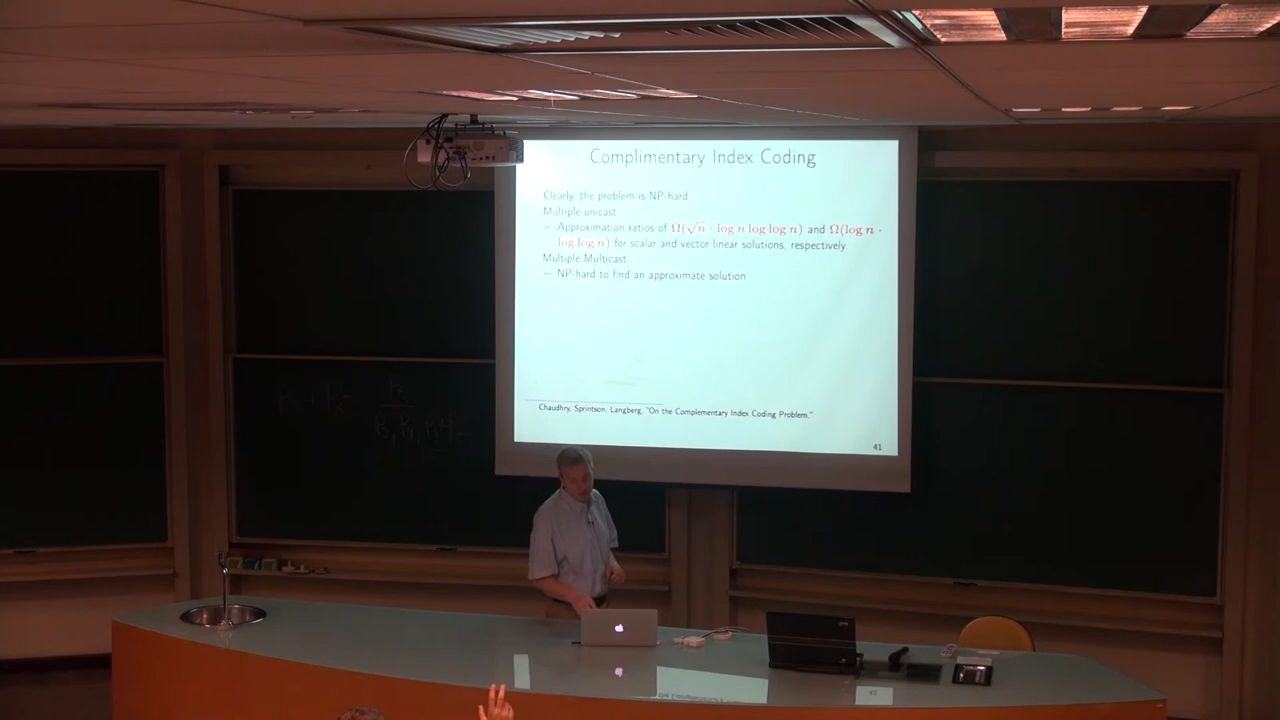 Complimentary Index Coding
Clearly, the problem is NP-hard
Multiple unicast
– Approximation ratios of Ω(√n · log n log log n) and Ω(log n ·
log log n) for scalar and vector linear solutions, respectively.
Multiple Multicast
– NP-hard to find an approximate solution
Chaudhry, Sprintson, Langberg, "On the Complementary Index Coding Problem."
41